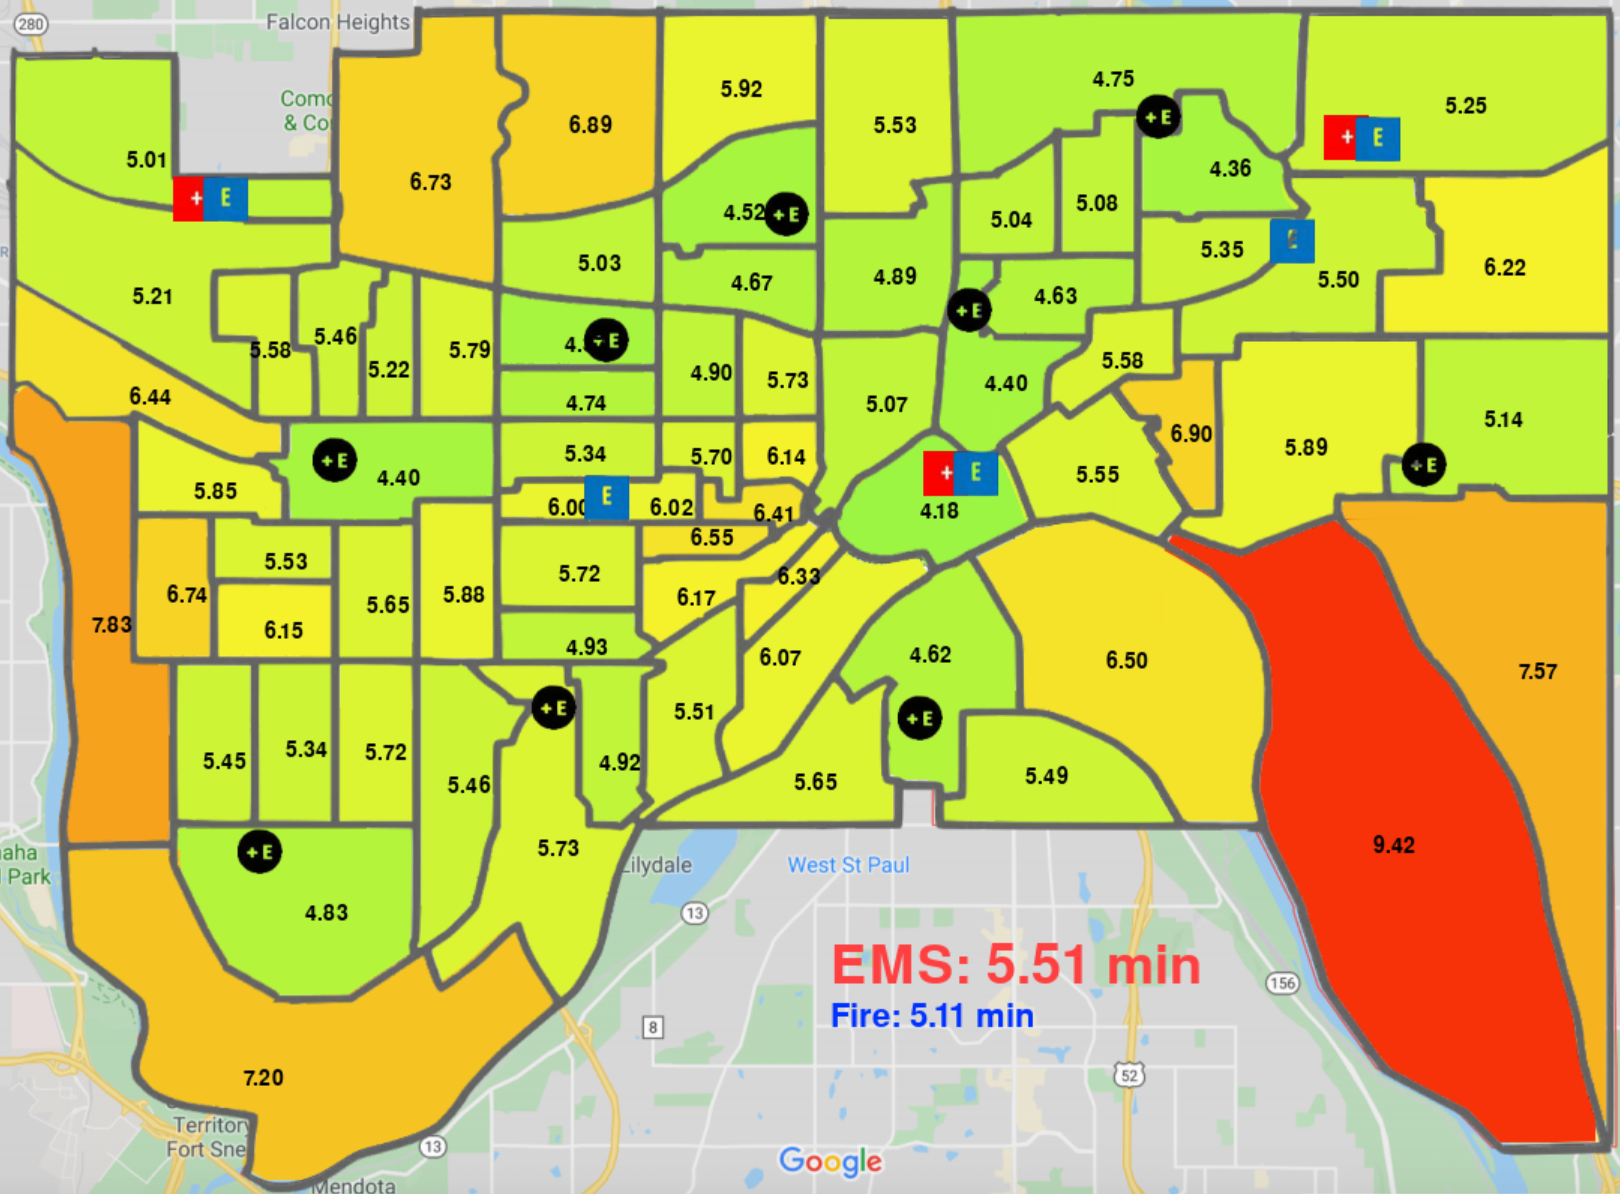 280
Falcon Heights
5.92
4.75
5.25
Como
& Co
6.89
5.53
+ E
+ E
5.01
6.73
4.36
+ E
4.52
+ E
5.04
5.08
5.03
4.89
5.35
E
6.22
5.21
4.67
4.63
5.50
+ E
5.46
4.
+ E
5.58
5.79
5.22
4.90
5.73
5.58
6.44
4.74
5.07
4.40
5.14
6.90
5.89
5.34
5.70
6.14
+ E
4.40
+ E
5.55
+ E
5.85
6.00
E
6.02
6.41
4.18
6.55
5.53
5.72
6.33
6.74
5.65
5.88
6.17
7.83
6.15
4.93
6.07
4.62
6.50
7.57
+ E
5.51
+ E
5.45
5.34
5.72
5.46
4.92
5.65
5.49
+ E
5.73
9.42
aha
Park
Lilydale
West St Paul
4.83
13
EMS: 5.51 min
156
Fire: 5.11 min
8
7.20
52
Territory
Fort Sne
13
Google
Mendota